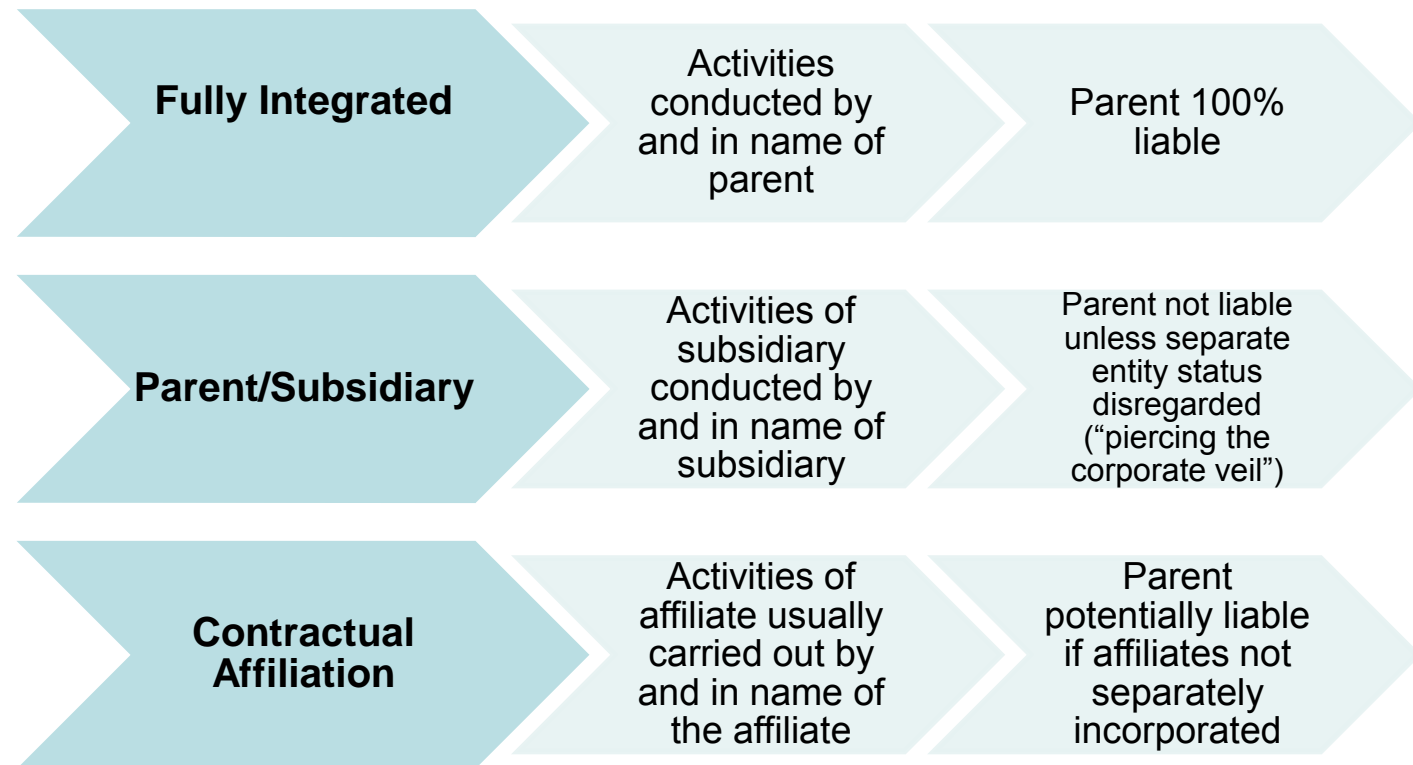 Fully Integrated
Activities
conducted by
and in name of
parent
Parent 100%
liable
Parent/Subsidiary
Activities of
subsidiary
conducted by
and in name of
subsidiary
Parent not liable
unless separate
entity status
disregarded
(“piercing the
corporate veil”)
Contractual
Affiliation
Activities of
affiliate usually
carried out by
and in name of
the affiliate
Parent
potentially liable
if affiliates not
separately
incorporated